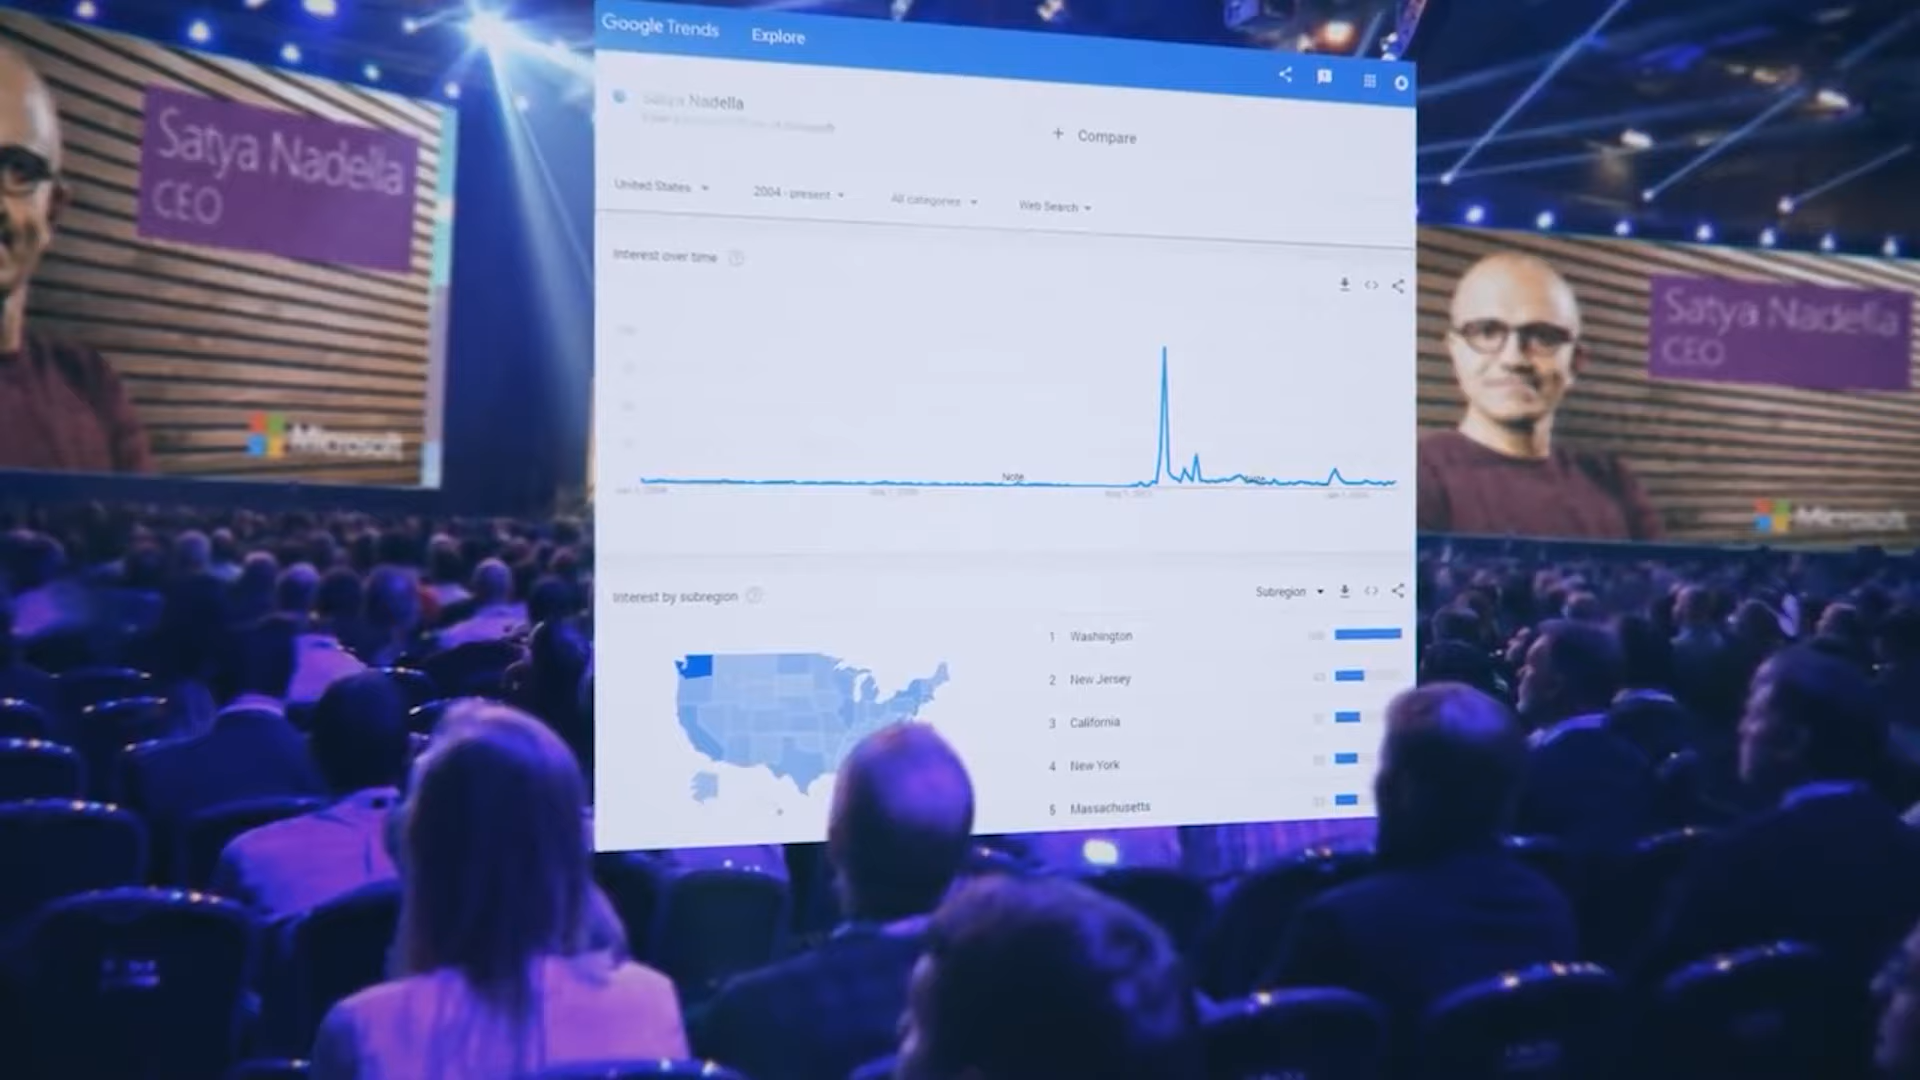 Google Trends Explore
Satya Nadella
CEO
Microsoft
Satya Nadella
+ Compare
United States
2004 - present
All categories
Web Search
Interest over time
Note
Interest by subregion
Subregion
1 Washington
2 New Jersey
3 California
4 New York
5 Massachusetts
Satya Nadella
CEO
Microsoft